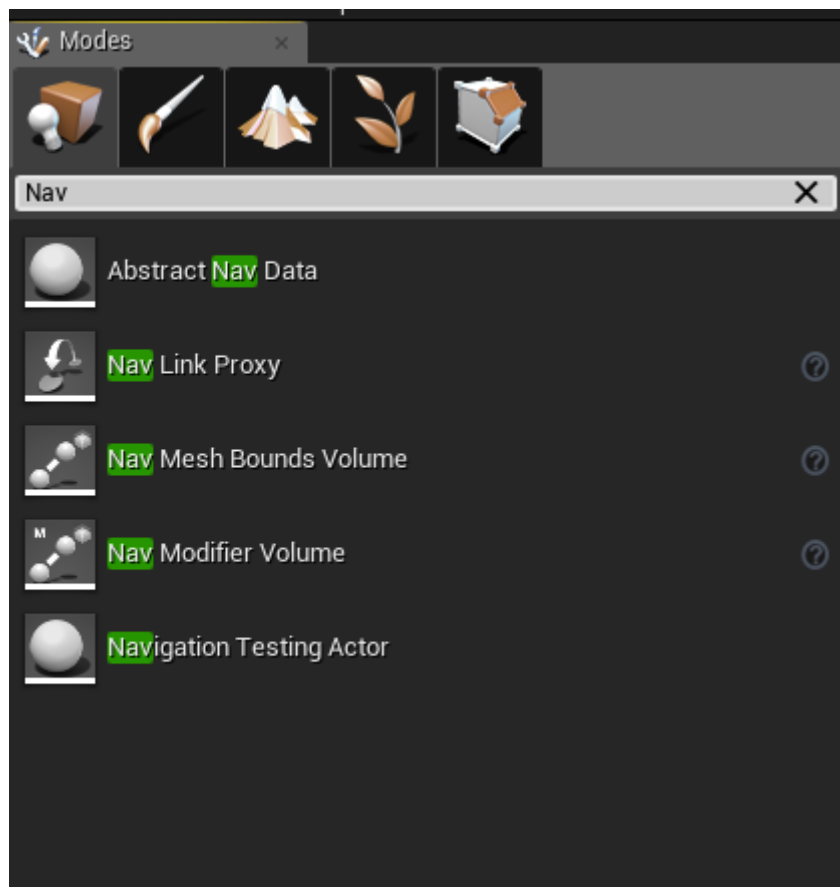 Modes
Nav
Abstract Nav Data
Nav Link Proxy
Nav Mesh Bounds Volume
M
Nav Modifier Volume
Navigation Testing Actor